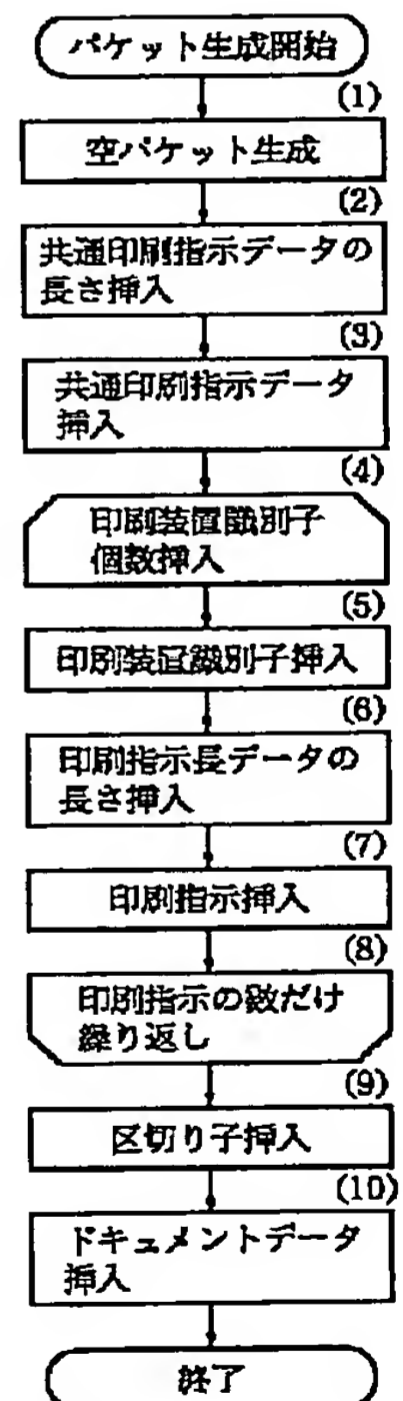 パケット生成開始
(1)
空パケット生成
(2)
共通印刷指示データの
長さ挿入
(3)
共通印刷指示データ
挿入
(4)
印刷装置識別子
個数挿入
(5)
印刷装置識別子挿入
(6)
印刷指示長データの
長さ挿入
(7)
印刷指示挿入
(8)
印刷指示の数だけ
繰り返し
(9)
区切り子挿入
(10)
ドキュメントデータ
挿入
終了